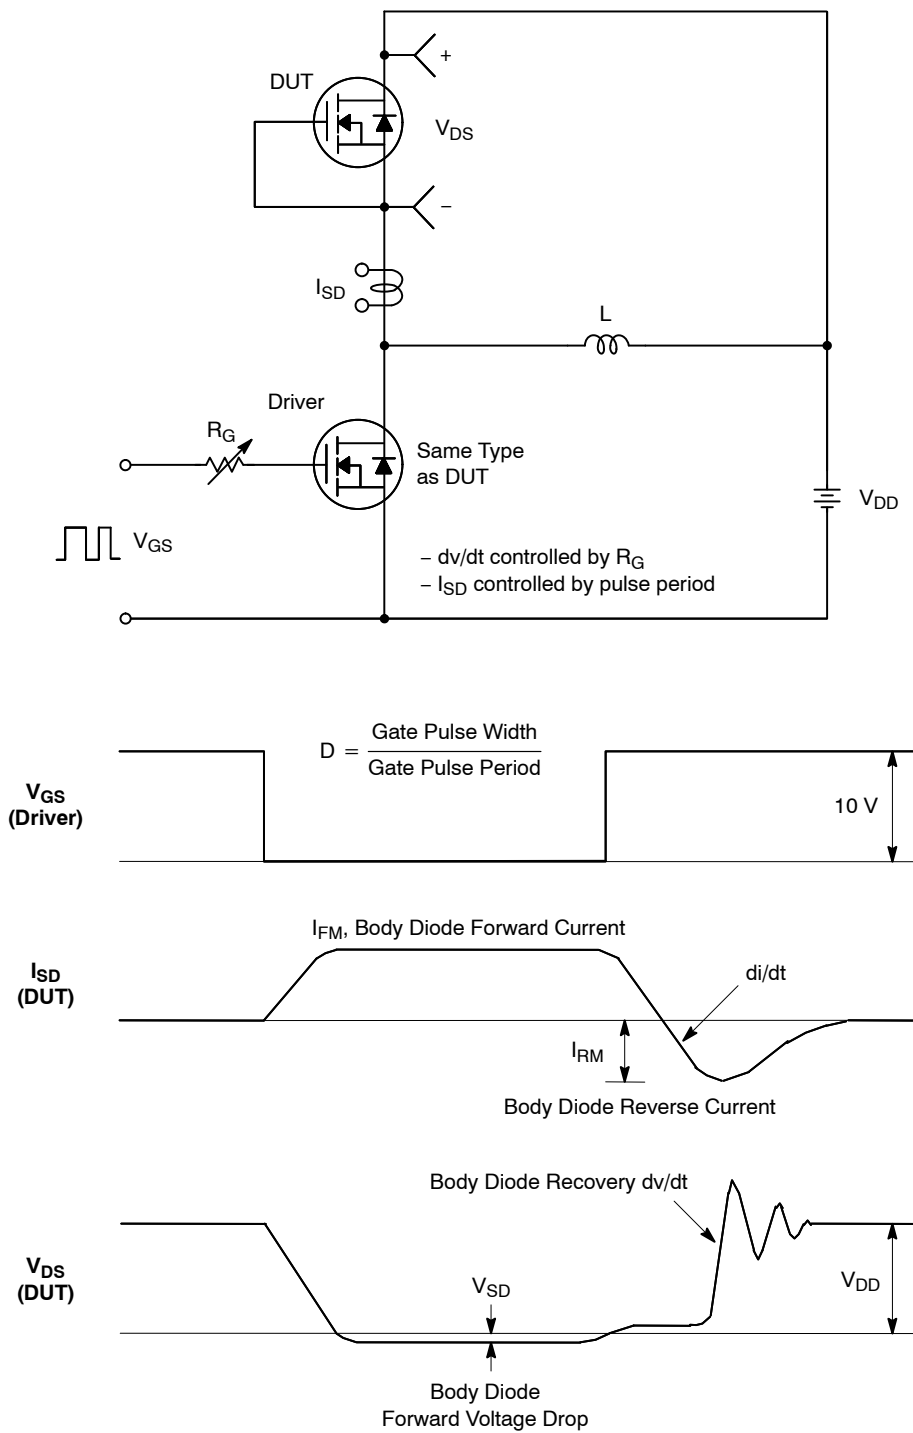 +
DUT
V_DS
−
I_SD
L
Driver
R_G
Same Type
as DUT
V_DD
V_GS
− dv/dt controlled by R_G
− I_SD controlled by pulse period
D = Gate Pulse Width
Gate Pulse Period
V_GS
(Driver)
10 V
I_FM, Body Diode Forward Current
I_SD
(DUT)
di/dt
I_RM
Body Diode Reverse Current
Body Diode Recovery dv/dt
V_DS
(DUT)
V_SD
V_DD
Body Diode
Forward Voltage Drop